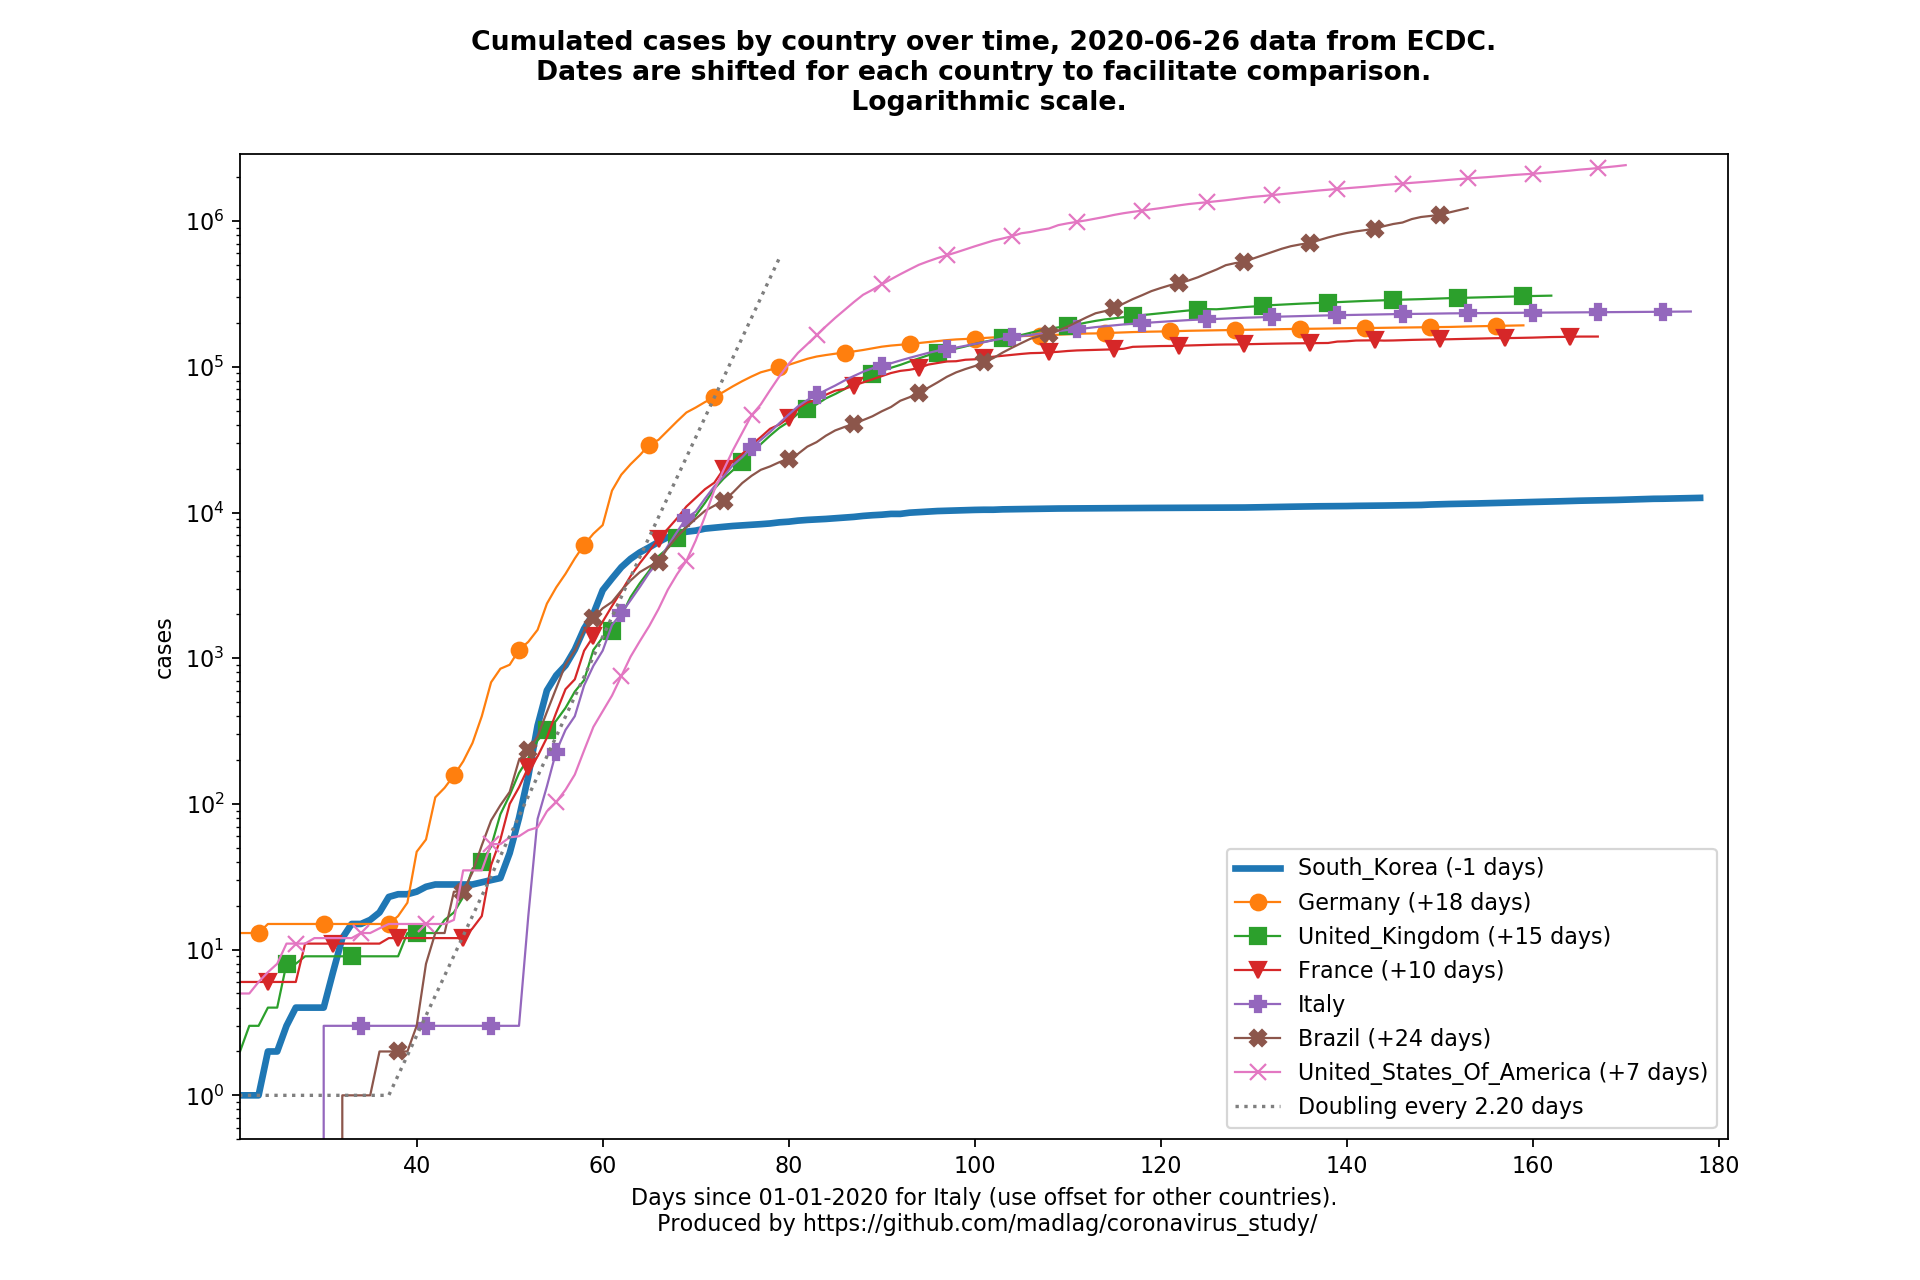 Cumulated cases by country over time, 2020-06-26 data from ECDC.
Dates are shifted for each country to facilitate comparison.
Logarithmic scale.
cases
10^6
10^5
10^4
10^3
10^2
10^1
10^0
South_Korea (-1 days)
Germany (+18 days)
United_Kingdom (+15 days)
France (+10 days)
Italy
Brazil (+24 days)
United_States_Of_America (+7 days)
Doubling every 2.20 days
40 60 80 100 120 140 160 180
Days since 01-01-2020 for Italy (use offset for other countries).
Produced by https://github.com/madlag/coronavirus_study/